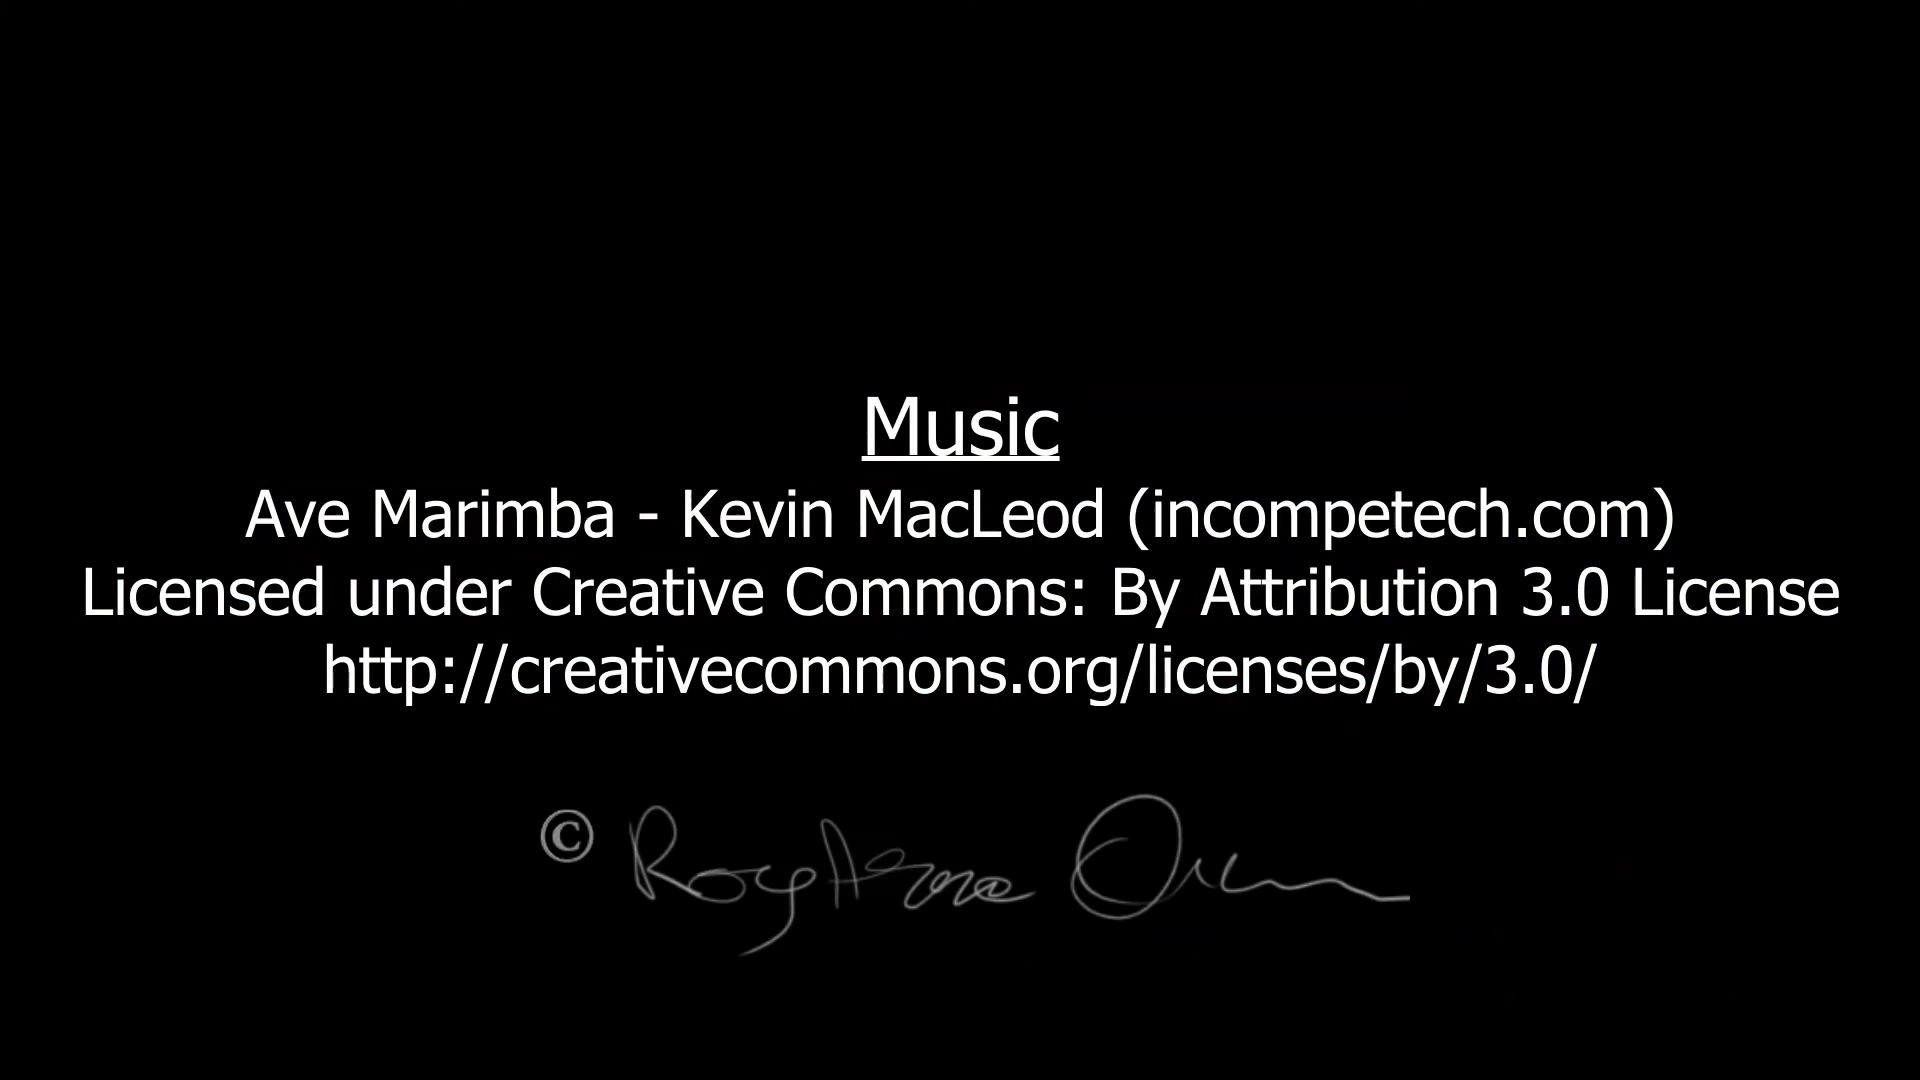 Music
Ave Marimba - Kevin MacLeod (incompetech.com)
Licensed under Creative Commons: By Attribution 3.0 License
http://creativecommons.org/licenses/by/3.0/
©